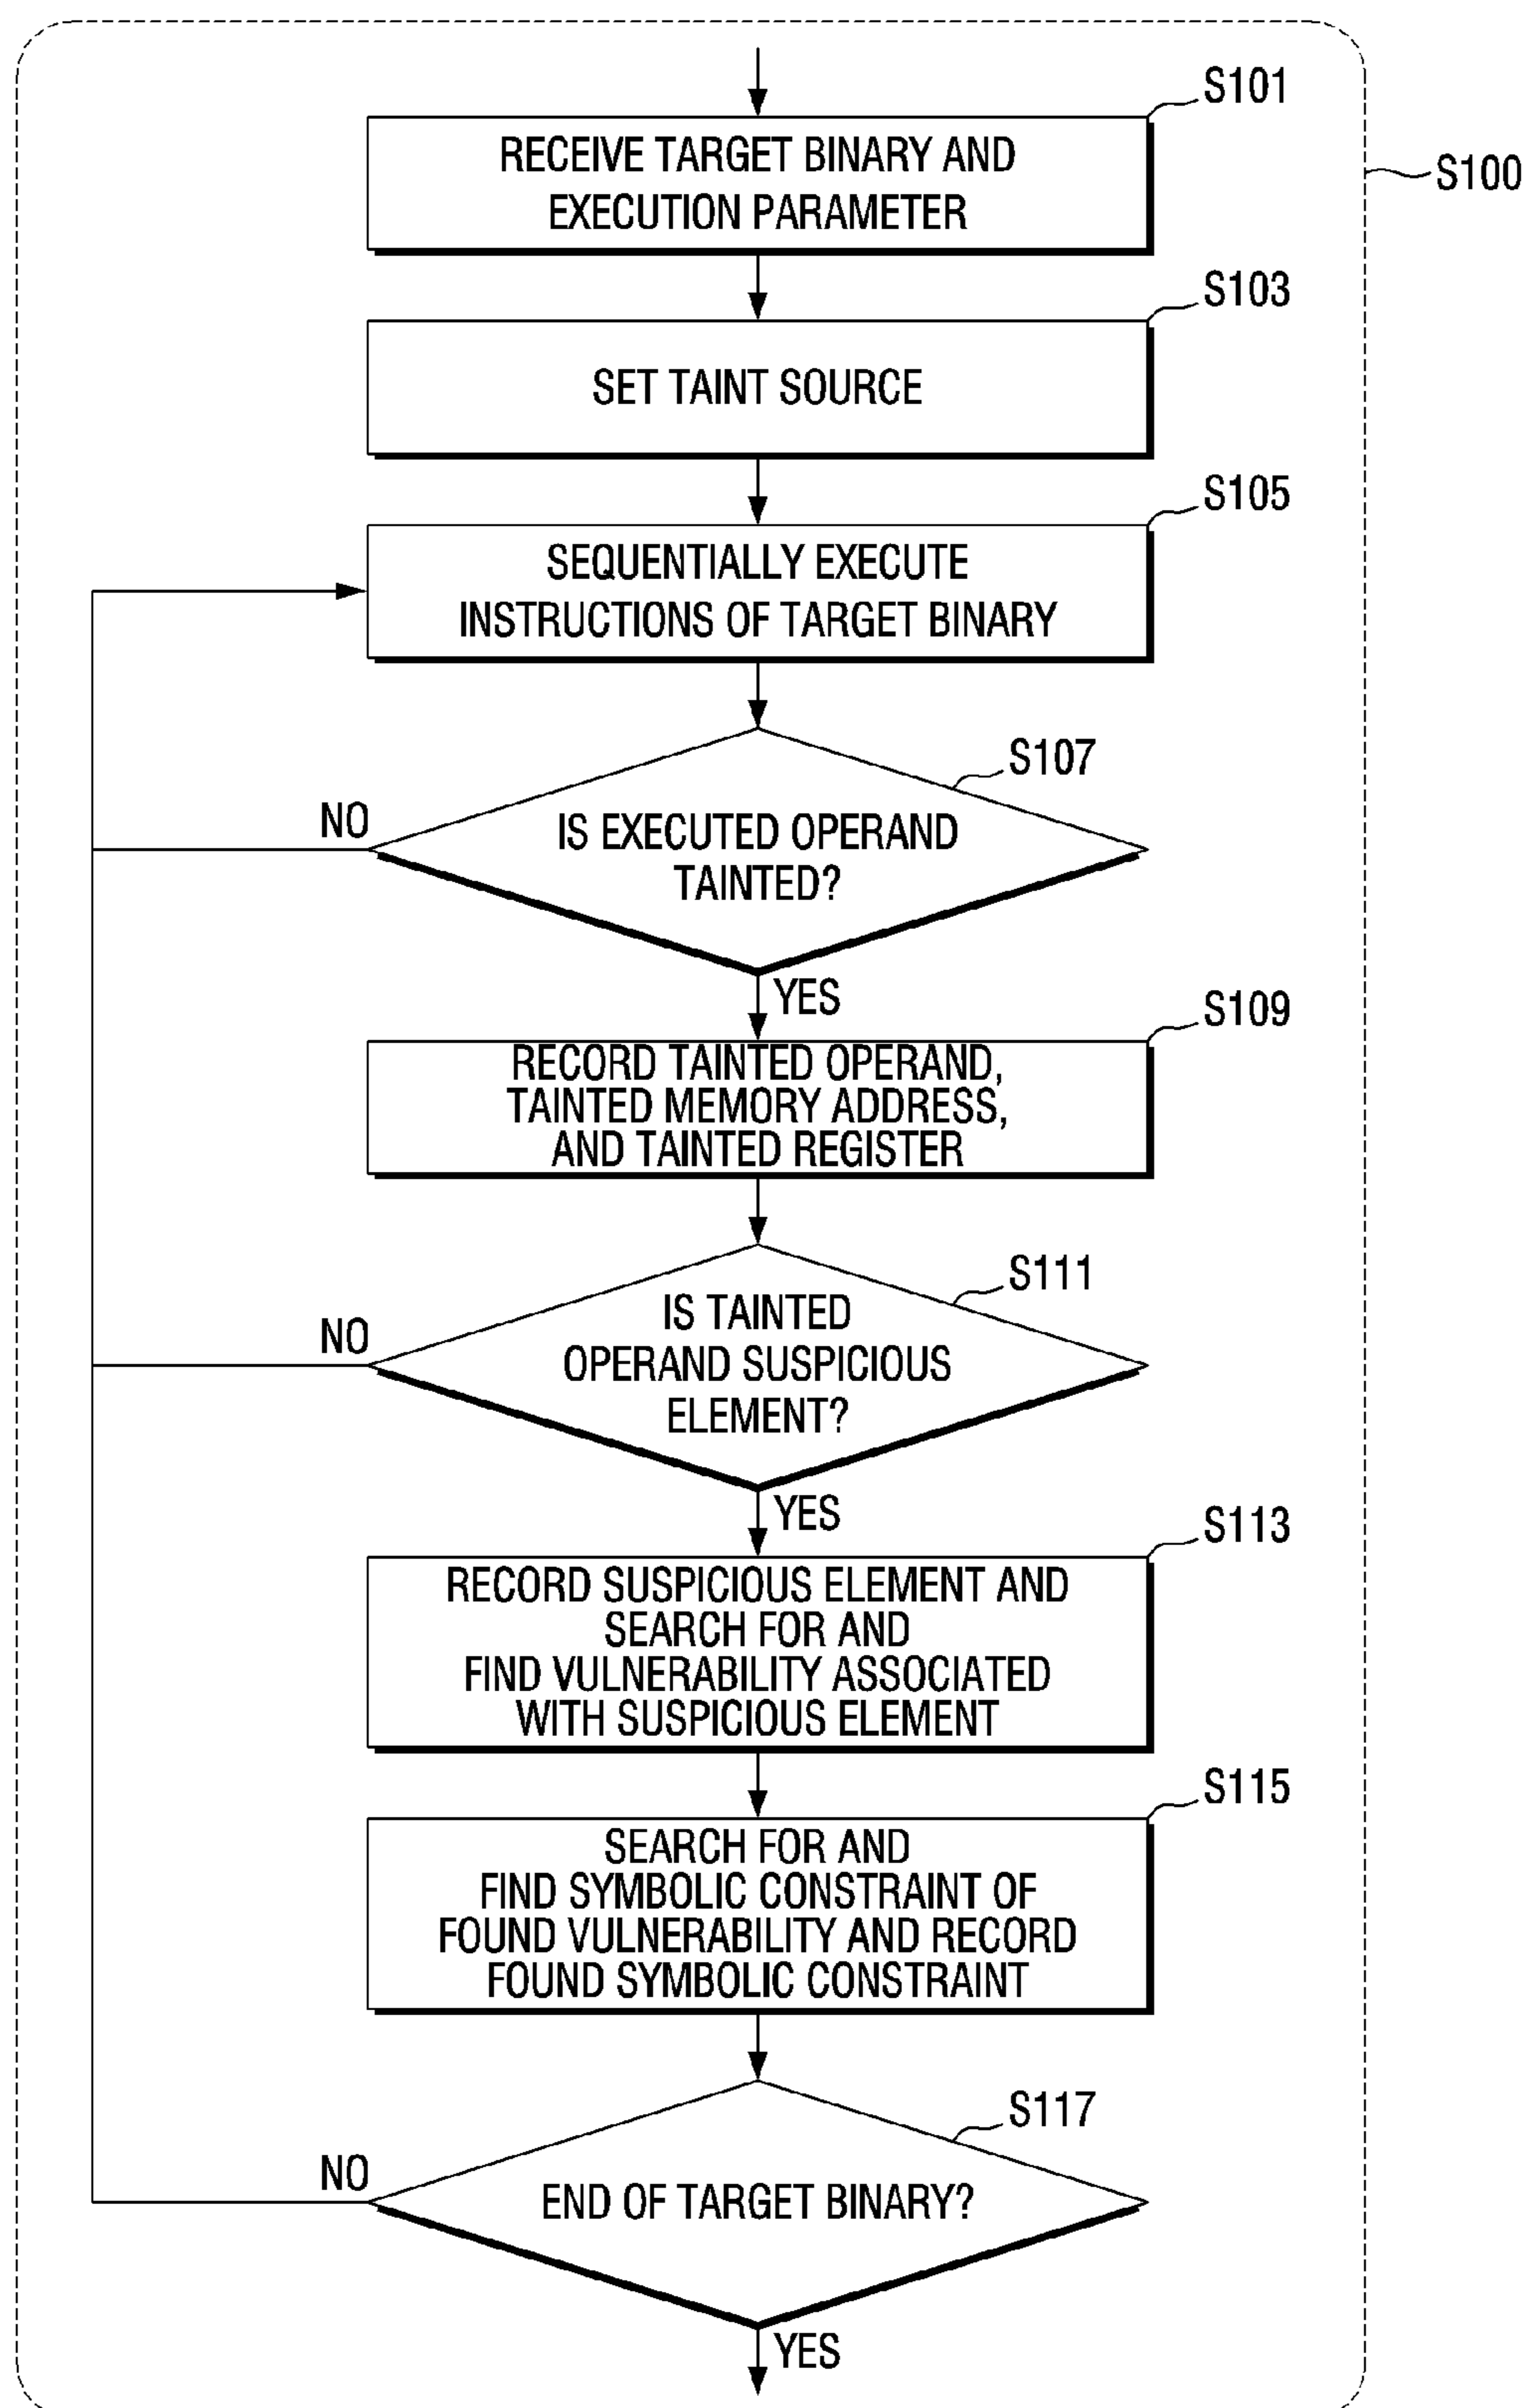 S101
RECEIVE TARGET BINARY AND
EXECUTION PARAMETER
S100
S103
SET TAINT SOURCE
S105
SEQUENTIALLY EXECUTE
INSTRUCTIONS OF TARGET BINARY
S107
NO
IS EXECUTED OPERAND
TAINTED?
YES
S109
RECORD TAINTED OPERAND,
TAINTED MEMORY ADDRESS,
AND TAINTED REGISTER
S111
NO
IS TAINTED
OPERAND SUSPICIOUS
ELEMENT?
YES
S113
RECORD SUSPICIOUS ELEMENT AND
SEARCH FOR AND
FIND VULNERABILITY ASSOCIATED
WITH SUSPICIOUS ELEMENT
S115
SEARCH FOR AND
FIND SYMBOLIC CONSTRAINT OF
FOUND VULNERABILITY AND RECORD
FOUND SYMBOLIC CONSTRAINT
S117
NO
END OF TARGET BINARY?
YES